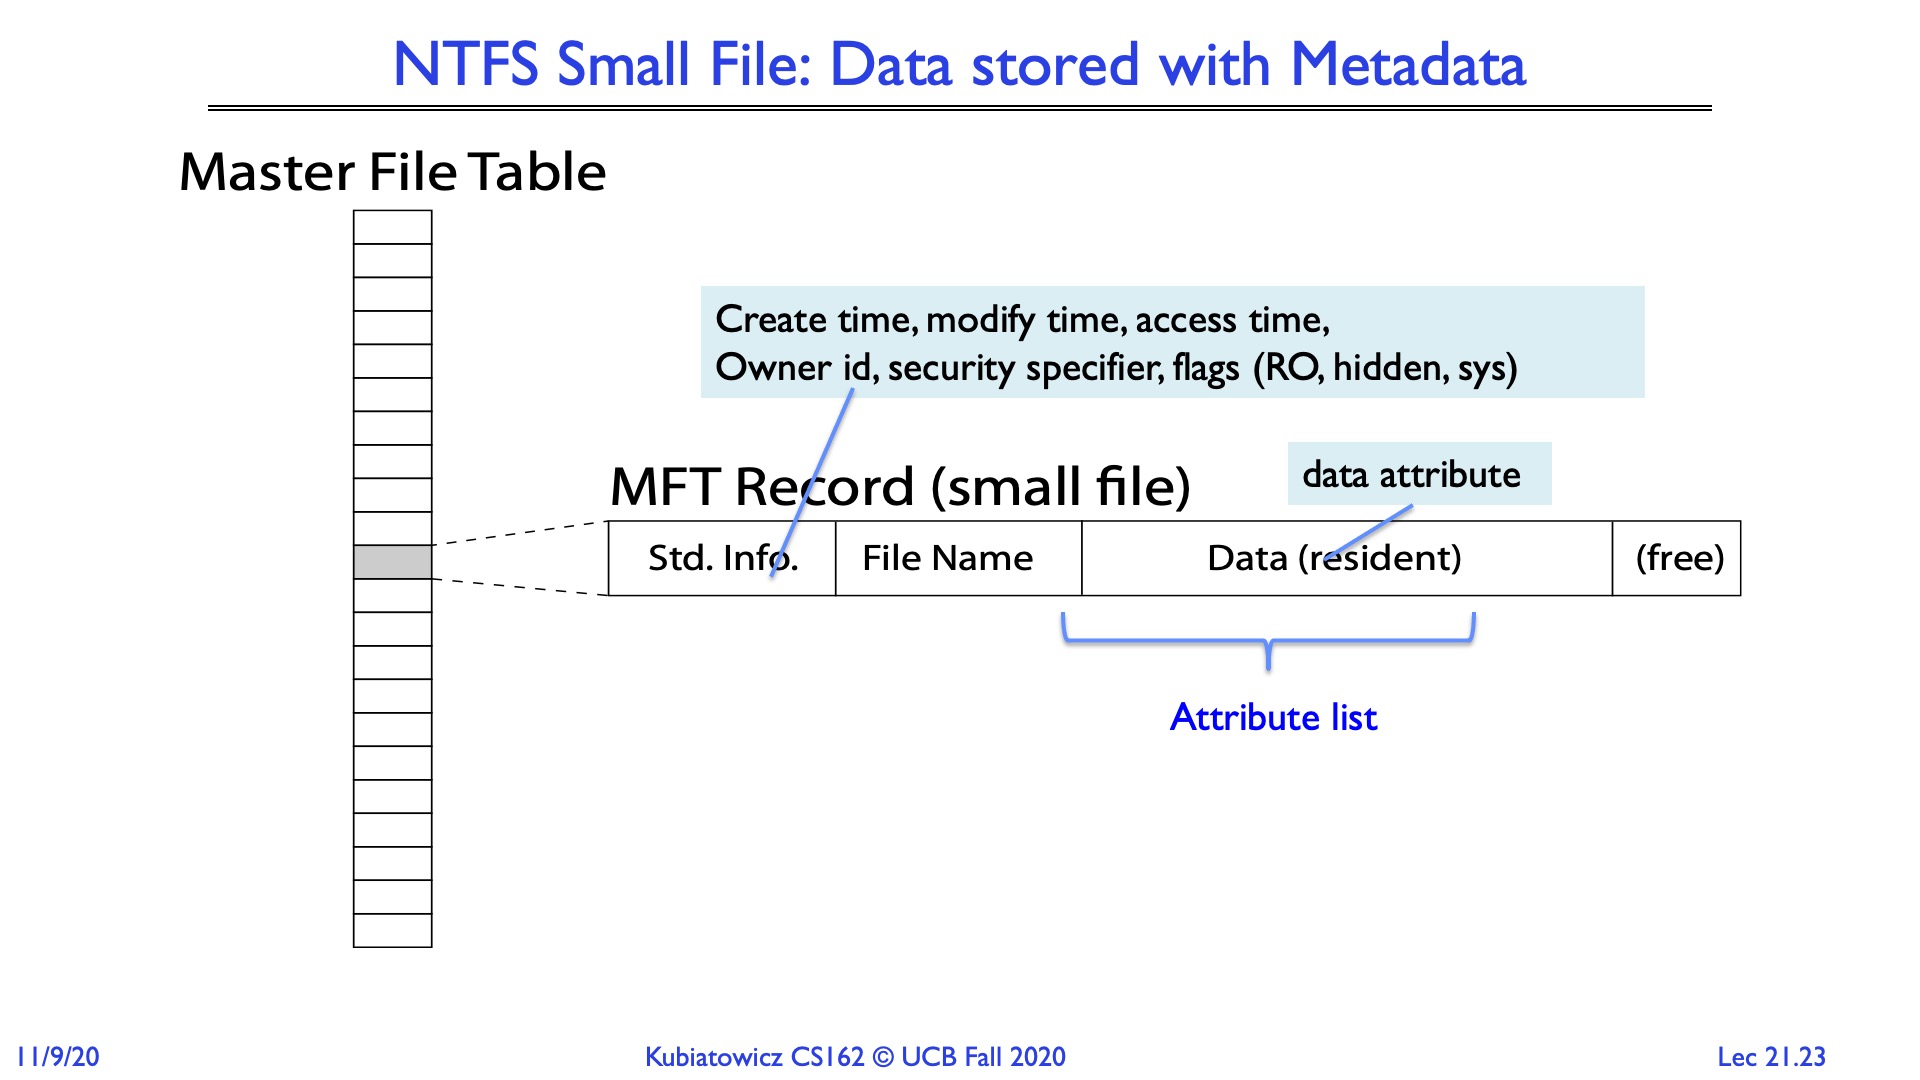 NTFS Small File: Data stored with Metadata
Master File Table
Create time, modify time, access time,
Owner id, security specifier, flags (RO, hidden, sys)
data attribute
MFT Record (small file)
Std. Info. File Name Data (resident) (free)
Attribute list
11/9/20 Kubiatowicz CS162 © UCB Fall 2020 Lec 21.23